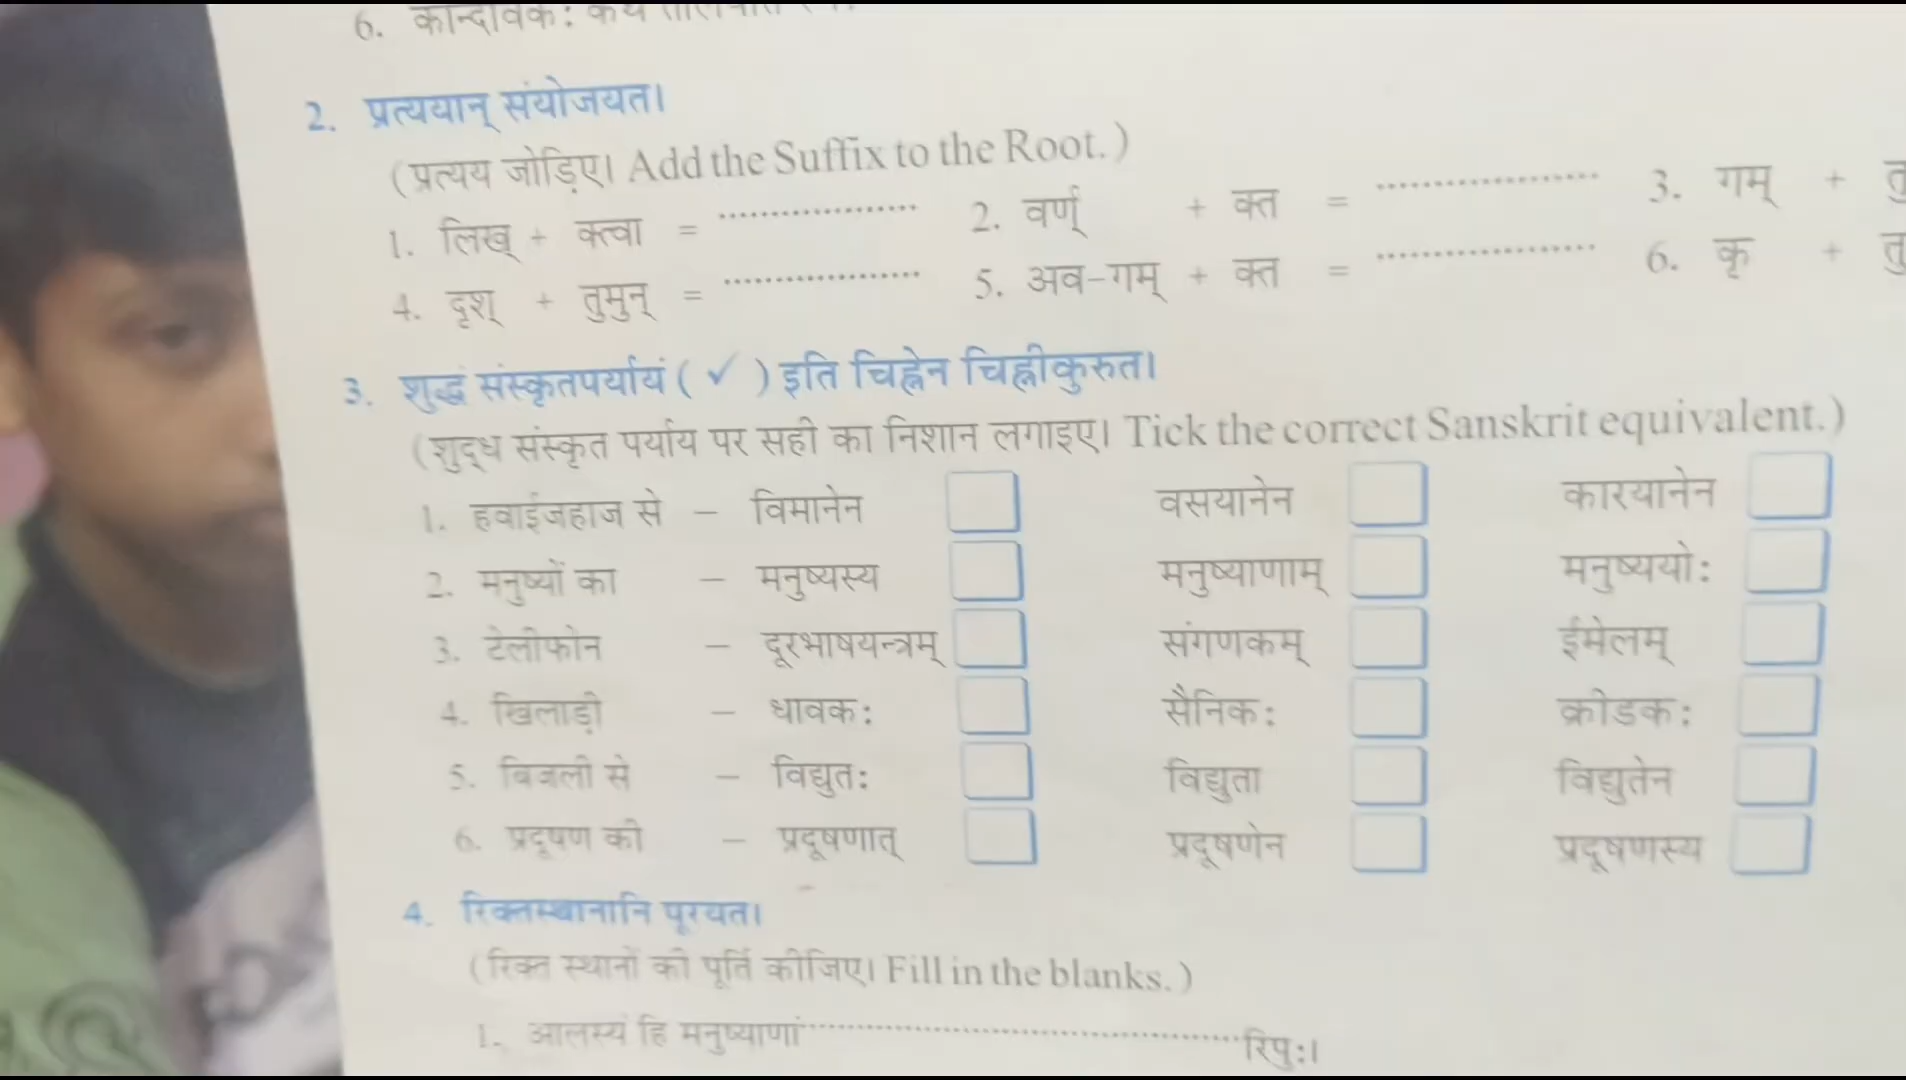 6. कान्दविकः कथं
2. प्रत्ययान् संयोजयत।
(प्रत्यय जोड़िए। Add the Suffix to the Root.)
1. लिख् + क्त्वा = .................... 2. वर्ण् + क्त = .................... 3. गम् +
4. दृश् + तुमुन् = .................... 5. अव-गम् + क्त = .................... 6. कृ +
3. शुद्धं संस्कृतपर्यायं ( ✓ ) इति चिह्नेन चिह्नीकुरुत।
(शुद्ध संस्कृत पर्याय पर सही का निशान लगाइए। Tick the correct Sanskrit equivalent.)
1. हवाईजहाज से – विमानेन वसयानेन कारयानेन
2. मनुष्यों का – मनुष्यस्य मनुष्याणाम् मनुष्ययोः
3. टेलीफोन – दूरभाषयन्त्रम् संगणकम् ईमेलम्
4. खिलाड़ी – धावकः सैनिकः क्रीडकः
5. बिजली से – विद्युतः विद्युता विद्युतेन
6. प्रदूषण की – प्रदूषणात् प्रदूषणेन प्रदूषणस्य
4. रिक्तस्थानानि पूरयत।
(रिक्त स्थानों की पूर्ति कीजिए। Fill in the blanks.)
1. आलस्यं हि मनुष्याणां........................................रिपुः।